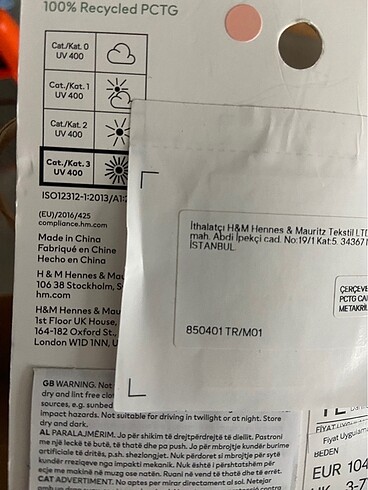 100% Recycled PCTG
Cat./Kat. 0
UV 400
Cat./Kat. 1
UV 400
Cat./Kat. 2
UV 400
Cat./Kat. 3
UV 400
ISO12312-1:2013/A1:
(EU)/2016/425
compliance.hm.com
Made in China
Fabriqué en Chine
Hecho en China
H & M Hennes & Mau
106 38 Stockholm, S
hm.com
H&M Hennes & Mau
1st Floor UK House,
164-182 Oxford St.,
London W1D 1NN, U
İthalatçı H&M Hennes & Mauritz Tekstil LTD
mah. Abdi İpekçi cad. No:19/1 Kat:5. 34367
İSTANBUL
ÇERÇEVE
PCTG CA
METAKRİL
850401 TR/M01
GB WARNING. Not
dry and lint free clo
sources, e.g. sunbed
impact hazards. Not suitable for driving in twilight or at night. Store
dry and dark.
AL PARALAJMËRIM. Jo për shikim të drejtpërdrejtë të diellit. Pastroni
me një leckë të butë, të thatë dhe pa push. Jo për mbrojtje kundër burime
artificiale të dritës, p.sh. shezlongjet. Nuk përdoret si mbrojtje për sytë
kundër rreziqeve nga impakti mekanik. Nuk është i përshtatshëm për
ecje me makinë në muzg ose natën. Ruani në vend të thatë dhe të errët.
CAT ADVERTIMENT. No aptes per mirar directament al sol. Netejar
FİYAT.
Fiyat Uygulam
BEDEN
EUR 104
UK 3-7